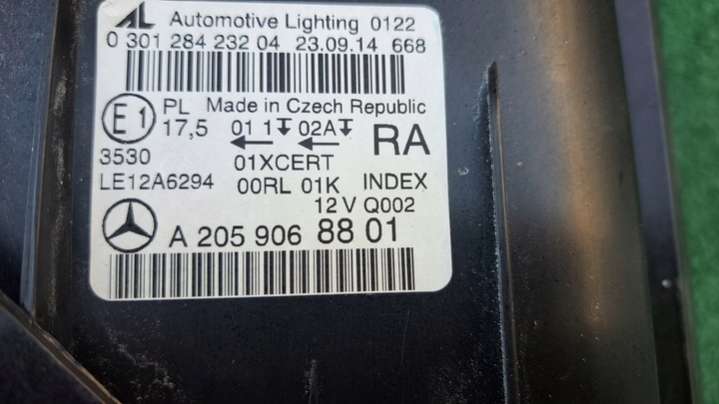 AL Automotive Lighting 0122
0 301 284 232 04 23.09.14 668
E1 PL Made in Czech Republic
17,5 01 1 02A RA
3530 01XCERT
LE12A6294 00RL 01K INDEX
12 V Q002
A 205 906 88 01